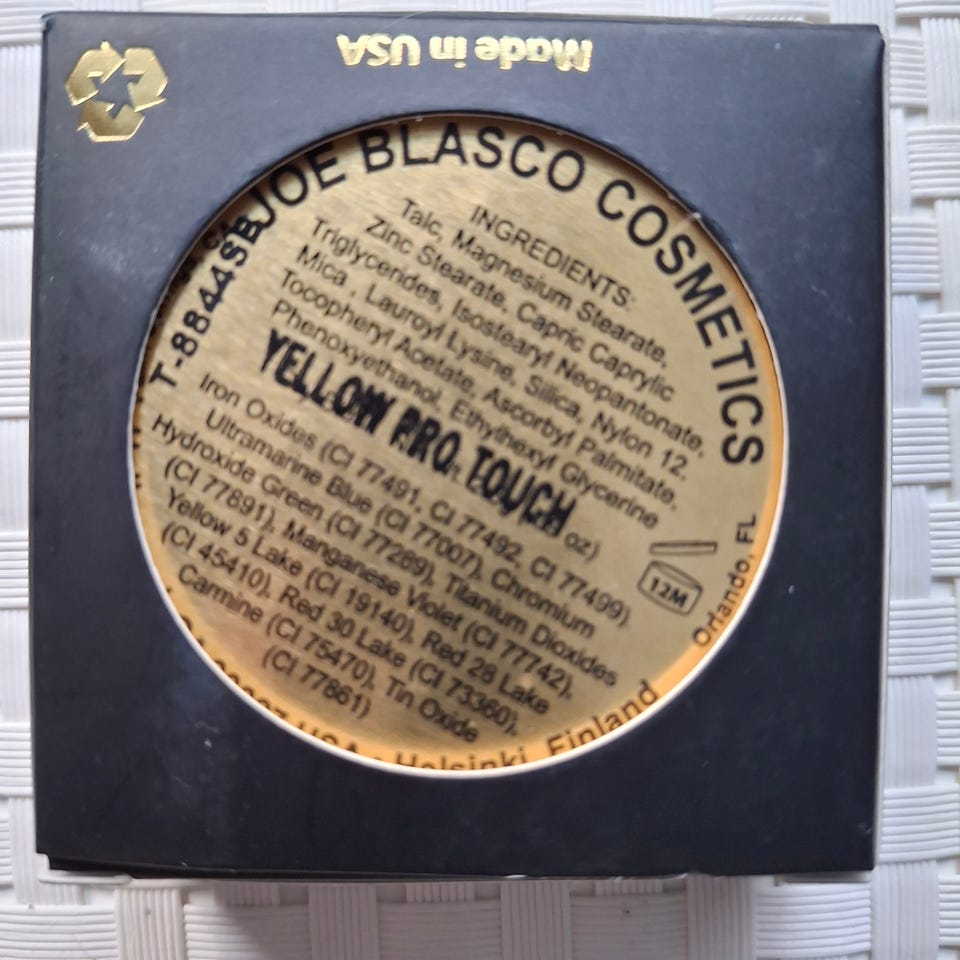 Made in USA
JOE BLASCO COSMETICS
T-8844SB
INGREDIENTS:
Talc, Magnesium Stearate,
Zinc Stearate, Capric Caprylic
Triglycerides, Isostearyl Neopantonate,
Mica , Lauroyl Lysine, Silica, Nylon 12,
Tocopheryl Acetate, Ascorbyl Palmitate,
Phenoxyethanol, Ethylhexyl Glycerine
YELLOW PRO TOUCH
oz)
Iron Oxides (CI 77491, CI 77492, CI 77499),
Ultramarine Blue (CI 77007), Chromium
Hydroxide Green (CI 77289), Titanium Dioxides
(CI 77891), Manganese Violet (CI 77742),
Yellow 5 Lake (CI 19140), Red 28 Lake
(CI 45410), Red 30 Lake (CI 73360),
Carmine (CI 75470), Tin Oxide
(CI 77861)
12M
Orlando, FL
USA Helsinki, Finland